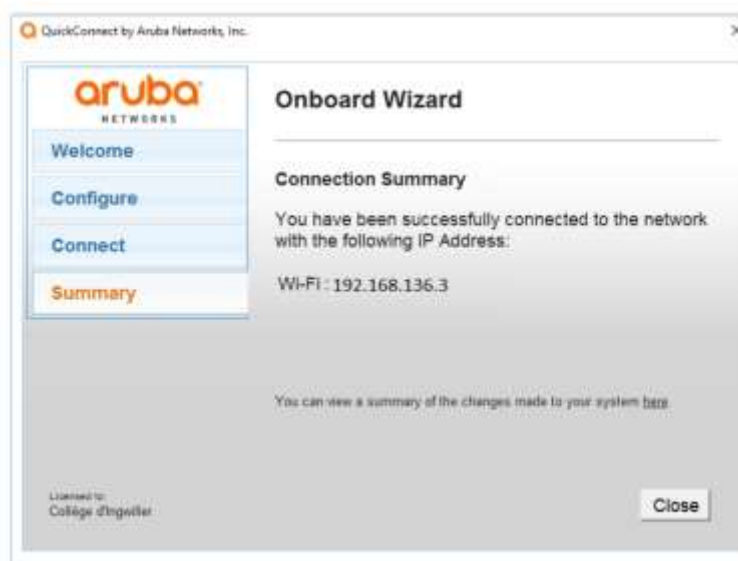 QuickConnect by Aruba Networks, Inc.
aruba
NETWORKS
Welcome
Configure
Connect
Summary
Onboard Wizard
Connection Summary
You have been successfully connected to the network
with the following IP Address:
Wi-Fi : 192.168.136.3
You can view a summary of the changes made to your system here
Licensed to:
Collège d'Ingwiller
Close